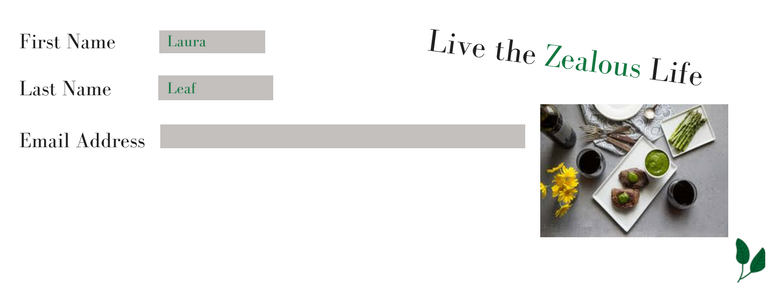 First Name Laura
Last Name Leaf
Email Address
Live the Zealous Life